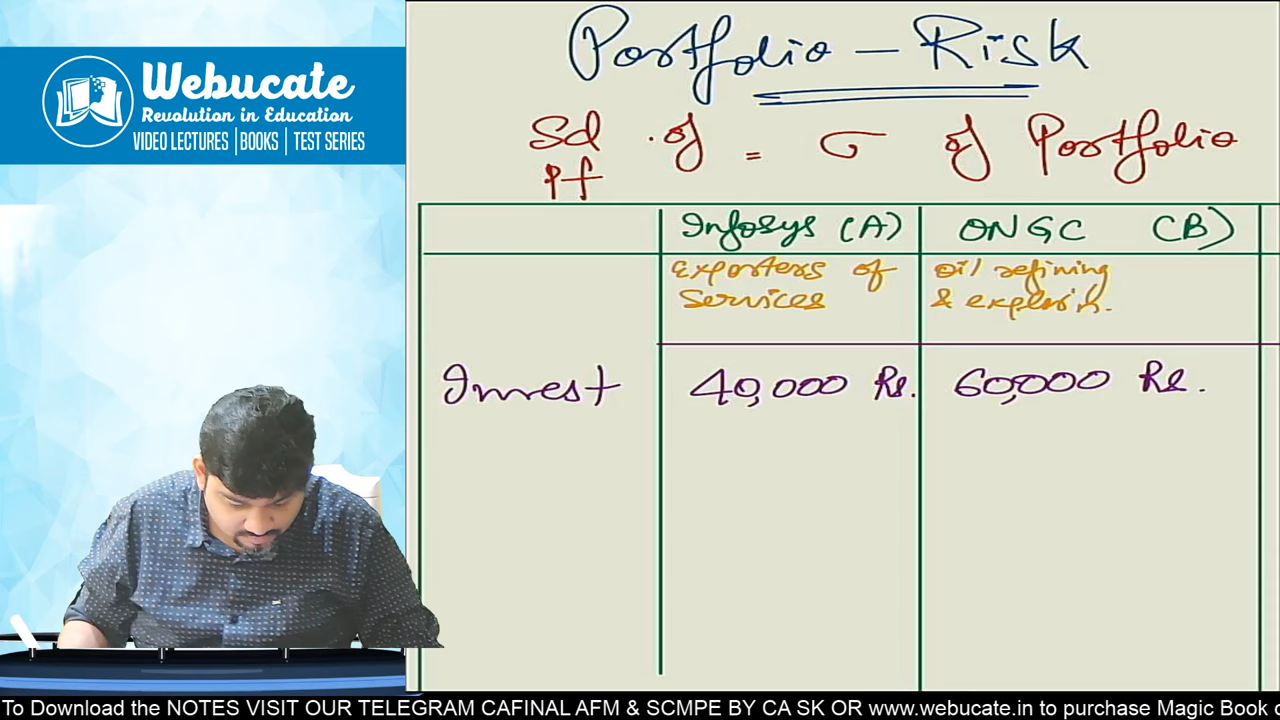 Webucate
Revolution in Education
VIDEO LECTURES | BOOKS | TEST SERIES
Portfolio - Risk
Sd of Pf = σ of Portfolio
Infosys (A) ONGC (B)
Exporters of Services
Oil refining & explor'n.
Invest 40,000 Rs. 60,000 Rs.
To Download the NOTES VISIT OUR TELEGRAM CAFINAL AFM & SCMPE BY CA SK OR www.webucate.in to purchase Magic Book